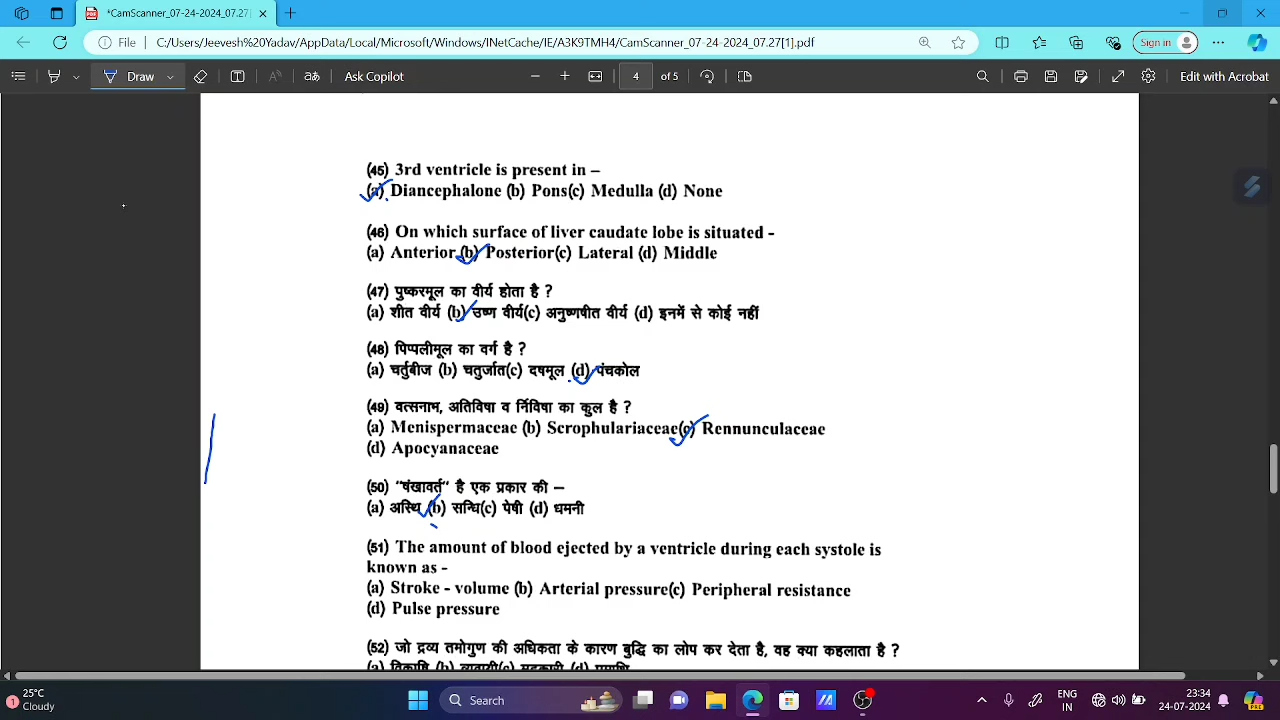 *CamScanner_07-24-2024_07.27
File C:/Users/Jeevesh%20Yadav/AppData/Local/Microsoft/Windows/INetCache/IE/A3K9TMH4/CamScanner_07-24-2024_07.27[1].pdf Sign in
Draw Ask Copilot 4 of 5 Edit with Acrobat
(45) 3rd ventricle is present in –
(a) Diancephalone (b) Pons(c) Medulla (d) None
(46) On which surface of liver caudate lobe is situated -
(a) Anterior (b) Posterior(c) Lateral (d) Middle
(47) पुष्करमूल का वीर्य होता है ?
(a) शीत वीर्य (b) उष्ण वीर्य(c) अनुष्णषीत वीर्य (d) इनमें से कोई नहीं
(48) पिप्पलीमूल का वर्ग है ?
(a) चर्तुबीज (b) चतुर्जात(c) दषमूल (d) पंचकोल
(49) वत्सनाभ, अतिविषा व र्निविषा का कुल है ?
(a) Menispermaceae (b) Scrophulariaceae(c) Rennunculaceae
(d) Apocyanaceae
(50) “षंखावर्त” है एक प्रकार की –
(a) अस्थि (b) सन्धि(c) पेषी (d) धमनी
(51) The amount of blood ejected by a ventricle during each systole is
known as -
(a) Stroke - volume (b) Arterial pressure(c) Peripheral resistance
(d) Pulse pressure
(52) जो द्रव्य तमोगुण की अधिकता के कारण बुद्धि का लोप कर देता है, वह क्या कहलाता है ?
25°C
Cloudy
Search
ENG
IN
23:34
24-07-2024